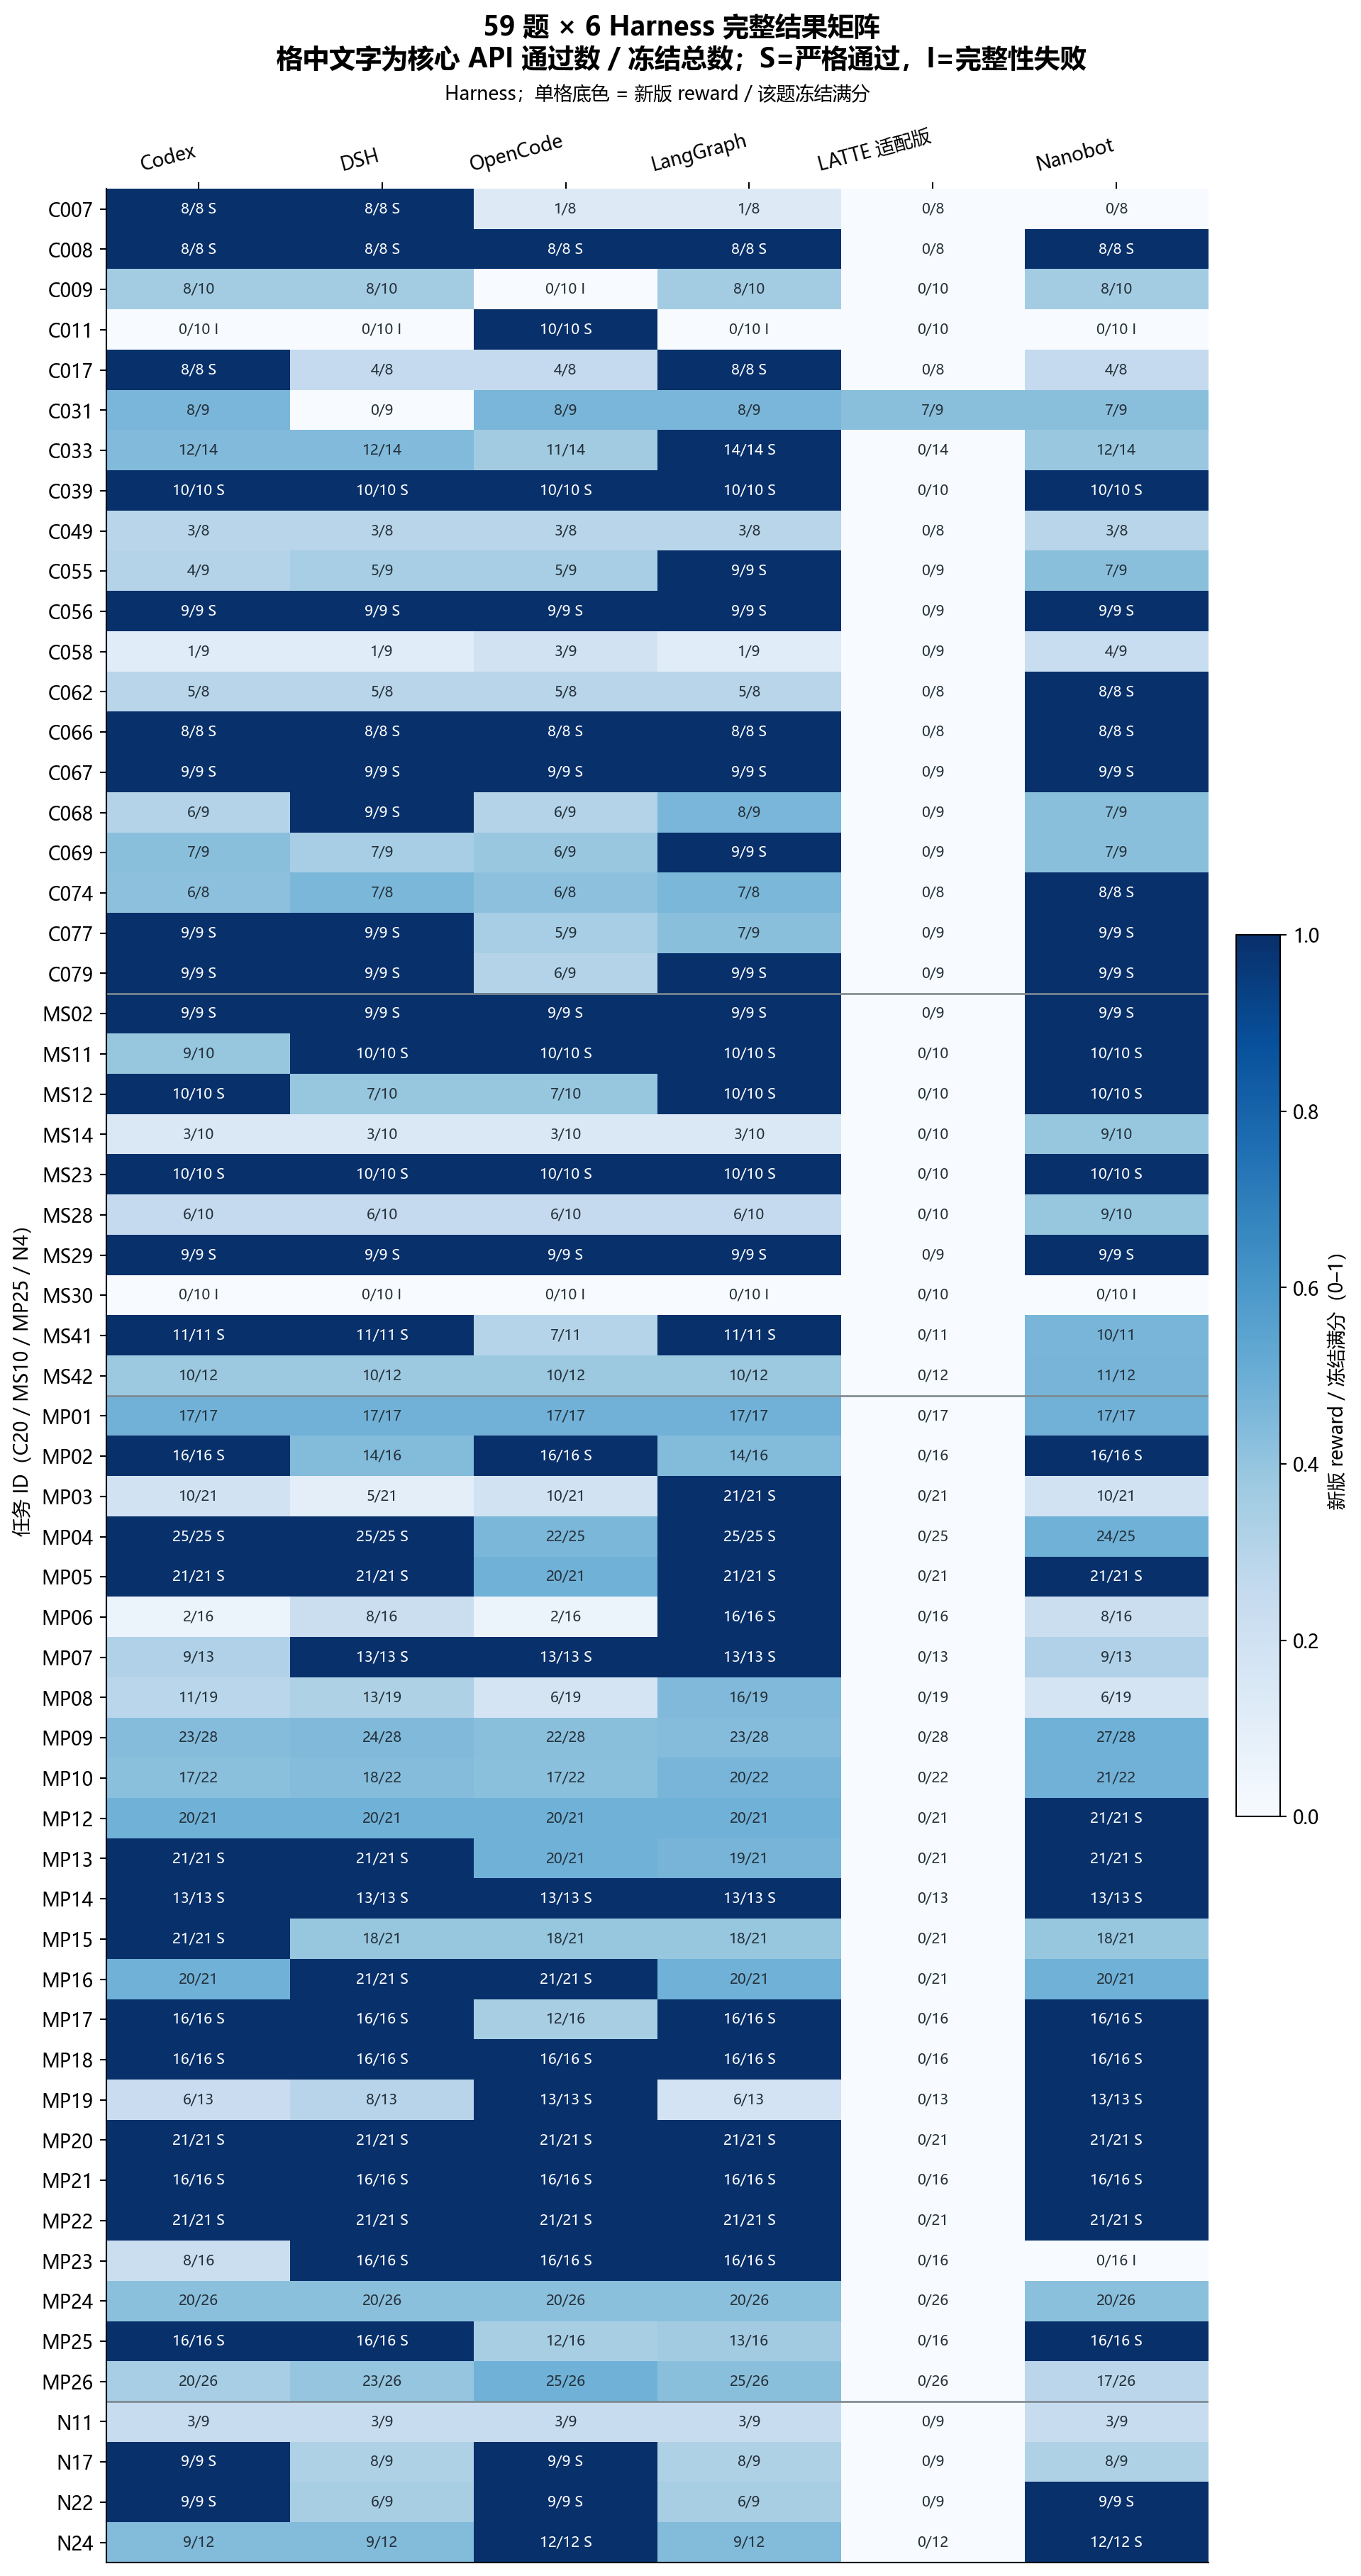 59 题 × 6 Harness 完整结果矩阵
格中文字为核心 API 通过数 / 冻结总数；S=严格通过，I=完整性失败
Harness；单格底色 = 新版 reward / 该题冻结满分
Codex DSH OpenCode LangGraph LATTE 适配版 Nanobot
C007 8/8 S 8/8 S 1/8 1/8 0/8 0/8
C008 8/8 S 8/8 S 8/8 S 8/8 S 0/8 8/8 S
C009 8/10 8/10 0/10 I 8/10 0/10 8/10
C011 0/10 I 0/10 I 10/10 S 0/10 I 0/10 0/10 I
C017 8/8 S 4/8 4/8 8/8 S 0/8 4/8
C031 8/9 0/9 8/9 8/9 7/9 7/9
C033 12/14 12/14 11/14 14/14 S 0/14 12/14
C039 10/10 S 10/10 S 10/10 S 10/10 S 0/10 10/10 S
C049 3/8 3/8 3/8 3/8 0/8 3/8
C055 4/9 5/9 5/9 9/9 S 0/9 7/9
C056 9/9 S 9/9 S 9/9 S 9/9 S 0/9 9/9 S
C058 1/9 1/9 3/9 1/9 0/9 4/9
C062 5/8 5/8 5/8 5/8 0/8 8/8 S
C066 8/8 S 8/8 S 8/8 S 8/8 S 0/8 8/8 S
C067 9/9 S 9/9 S 9/9 S 9/9 S 0/9 9/9 S
C068 6/9 9/9 S 6/9 8/9 0/9 7/9
C069 7/9 7/9 6/9 9/9 S 0/9 7/9
C074 6/8 7/8 6/8 7/8 0/8 8/8 S
C077 9/9 S 9/9 S 5/9 7/9 0/9 9/9 S
C079 9/9 S 9/9 S 6/9 9/9 S 0/9 9/9 S
MS02 9/9 S 9/9 S 9/9 S 9/9 S 0/9 9/9 S
MS11 9/10 10/10 S 10/10 S 10/10 S 0/10 10/10 S
MS12 10/10 S 7/10 7/10 10/10 S 0/10 10/10 S
MS14 3/10 3/10 3/10 3/10 0/10 9/10
MS23 10/10 S 10/10 S 10/10 S 10/10 S 0/10 10/10 S
MS28 6/10 6/10 6/10 6/10 0/10 9/10
MS29 9/9 S 9/9 S 9/9 S 9/9 S 0/9 9/9 S
MS30 0/10 I 0/10 I 0/10 I 0/10 I 0/10 0/10 I
MS41 11/11 S 11/11 S 7/11 11/11 S 0/11 10/11
MS42 10/12 10/12 10/12 10/12 0/12 11/12
MP01 17/17 17/17 17/17 17/17 0/17 17/17
MP02 16/16 S 14/16 16/16 S 14/16 0/16 16/16 S
MP03 10/21 5/21 10/21 21/21 S 0/21 10/21
MP04 25/25 S 25/25 S 22/25 25/25 S 0/25 24/25
MP05 21/21 S 21/21 S 20/21 21/21 S 0/21 21/21 S
MP06 2/16 8/16 2/16 16/16 S 0/16 8/16
MP07 9/13 13/13 S 13/13 S 13/13 S 0/13 9/13
MP08 11/19 13/19 6/19 16/19 0/19 6/19
MP09 23/28 24/28 22/28 23/28 0/28 27/28
MP10 17/22 18/22 17/22 20/22 0/22 21/22
MP12 20/21 20/21 20/21 20/21 0/21 21/21 S
MP13 21/21 S 21/21 S 20/21 19/21 0/21 21/21 S
MP14 13/13 S 13/13 S 13/13 S 13/13 S 0/13 13/13 S
MP15 21/21 S 18/21 18/21 18/21 0/21 18/21
MP16 20/21 21/21 S 21/21 S 20/21 0/21 20/21
MP17 16/16 S 16/16 S 12/16 16/16 S 0/16 16/16 S
MP18 16/16 S 16/16 S 16/16 S 16/16 S 0/16 16/16 S
MP19 6/13 8/13 13/13 S 6/13 0/13 13/13 S
MP20 21/21 S 21/21 S 21/21 S 21/21 S 0/21 21/21 S
MP21 16/16 S 16/16 S 16/16 S 16/16 S 0/16 16/16 S
MP22 21/21 S 21/21 S 21/21 S 21/21 S 0/21 21/21 S
MP23 8/16 16/16 S 16/16 S 16/16 S 0/16 0/16 I
MP24 20/26 20/26 20/26 20/26 0/26 20/26
MP25 16/16 S 16/16 S 12/16 13/16 0/16 16/16 S
MP26 20/26 23/26 25/26 25/26 0/26 17/26
N11 3/9 3/9 3/9 3/9 0/9 3/9
N17 9/9 S 8/9 9/9 S 8/9 0/9 8/9
N22 9/9 S 6/9 9/9 S 6/9 0/9 9/9 S
N24 9/12 9/12 12/12 S 9/12 0/12 12/12 S
任务 ID（C20 / MS10 / MP25 / N4）
1.0
0.8
0.6
0.4
0.2
0.0
新版 reward / 冻结满分（0–1）